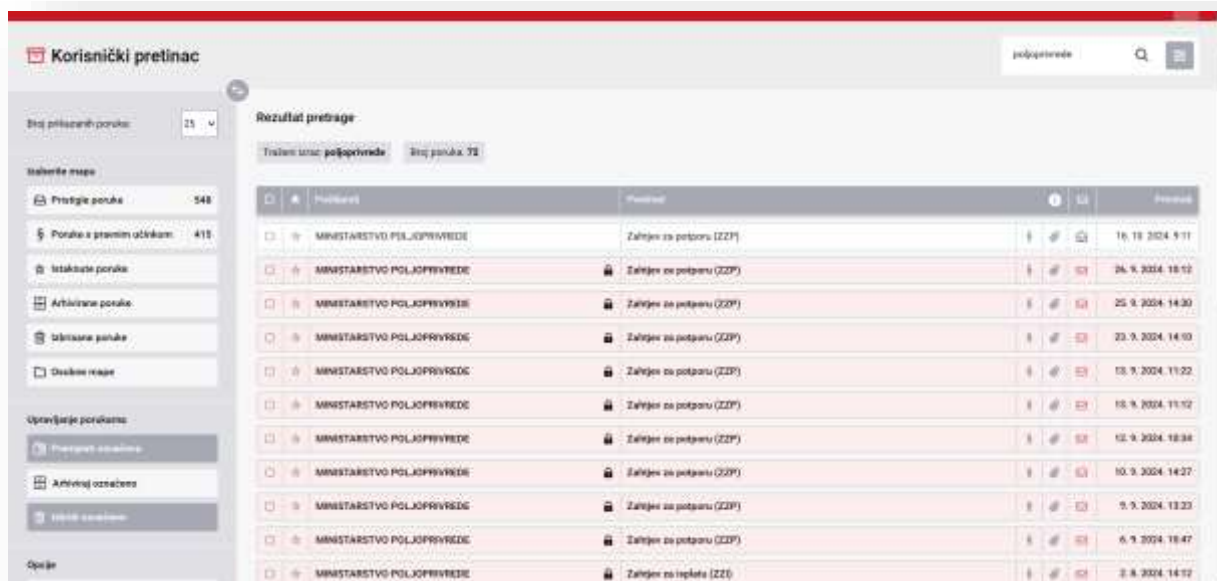 Korisnički pretinac
poljoprivrede
Broj prikazanih poruka: 25
Rezultat pretrage
Traženi izraz: poljoprivrede Broj poruka: 73
Izaberite mapu
Pristigle poruke 548
Poruke s pravnim učinkom 415
Istaknute poruke
Arhivirane poruke
Izbrisane poruke
Osobne mape
Upravljanje porukama
Arhiviraj označeno
Opcije
Pošiljatelj Predmet
MINISTARSTVO POLJOPRIVREDE Zahtjev za potporu (ZZP) 16. 10. 2024. 9:11
MINISTARSTVO POLJOPRIVREDE Zahtjev za potporu (ZZP) 26. 9. 2024. 10:12
MINISTARSTVO POLJOPRIVREDE Zahtjev za potporu (ZZP) 25. 9. 2024. 14:30
MINISTARSTVO POLJOPRIVREDE Zahtjev za potporu (ZZP) 23. 9. 2024. 14:10
MINISTARSTVO POLJOPRIVREDE Zahtjev za potporu (ZZP) 13. 9. 2024. 11:22
MINISTARSTVO POLJOPRIVREDE Zahtjev za potporu (ZZP) 13. 9. 2024. 11:12
MINISTARSTVO POLJOPRIVREDE Zahtjev za potporu (ZZP) 12. 9. 2024. 10:34
MINISTARSTVO POLJOPRIVREDE Zahtjev za potporu (ZZP) 10. 9. 2024. 14:27
MINISTARSTVO POLJOPRIVREDE Zahtjev za potporu (ZZP) 9. 9. 2024. 13:23
MINISTARSTVO POLJOPRIVREDE Zahtjev za potporu (ZZP) 6. 9. 2024. 10:47
MINISTARSTVO POLJOPRIVREDE Zahtjev za isplatu (ZZI) 2. 8. 2024. 14:12